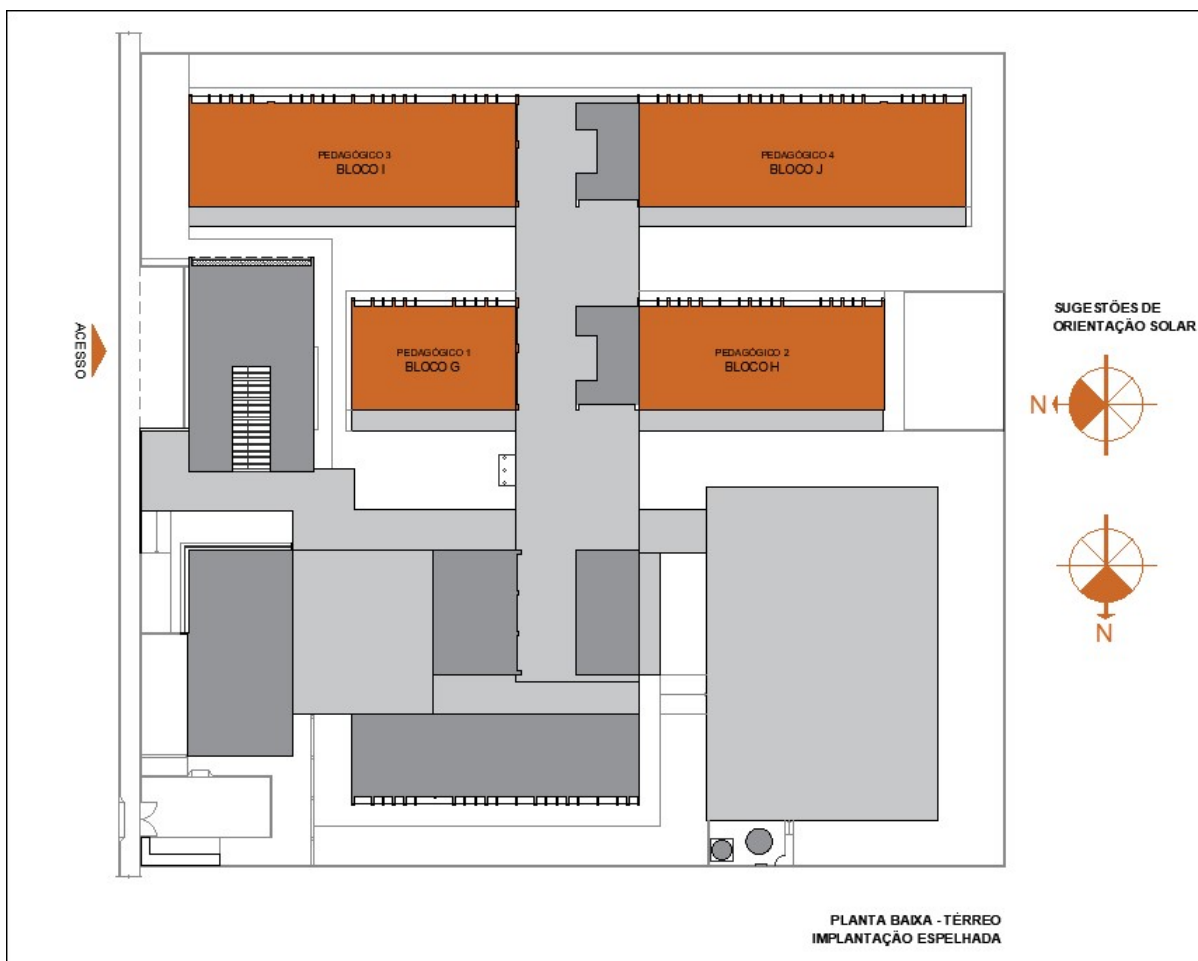 PEDAGÓGICO 3
BLOCO I
PEDAGÓGICO 4
BLOCO J
ACESSO
PEDAGÓGICO 1
BLOCO G
PEDAGÓGICO 2
BLOCO H
SUGESTÕES DE
ORIENTAÇÃO SOLAR
N
N
PLANTA BAIXA - TÉRREO
IMPLANTAÇÃO ESPELHADA